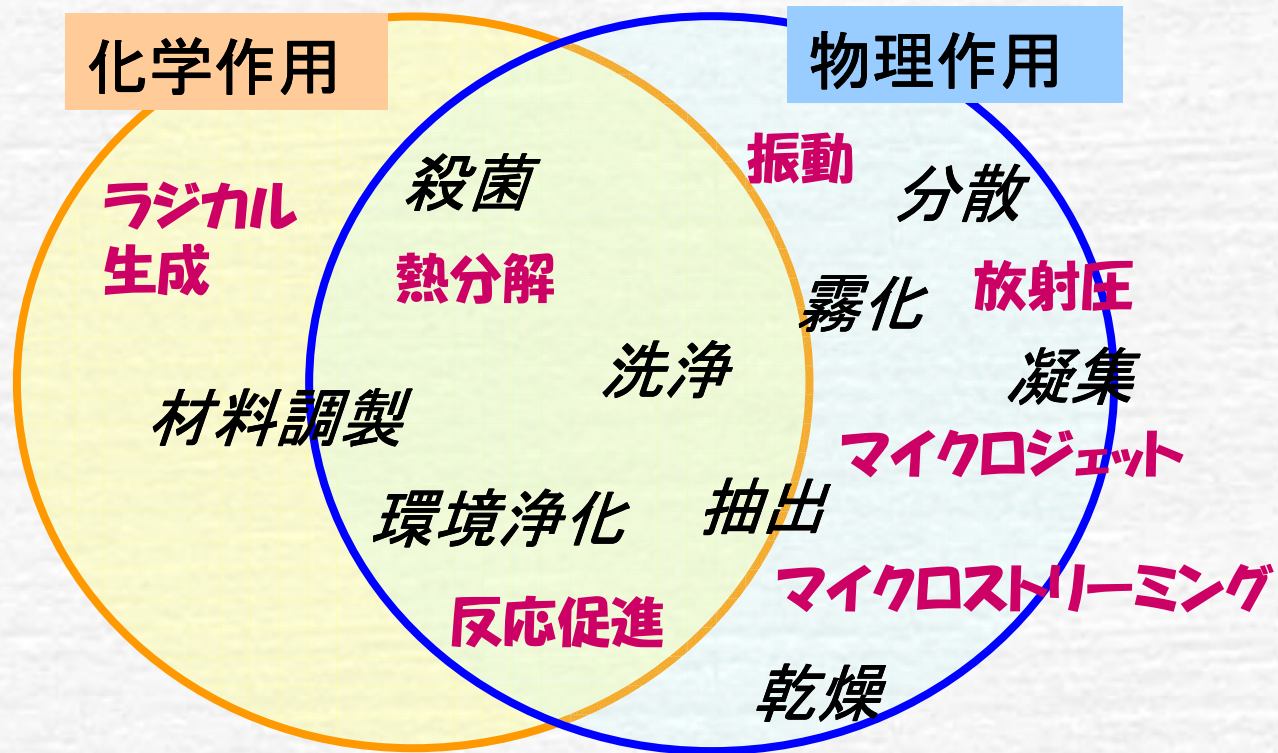 化学作用
物理作用
振動
殺菌
分散
ラジカル
生成
熱分解
放射圧
霧化
洗浄
凝集
材料調製
マイクロジェット
環境浄化
抽出
マイクロストリーミング
反応促進
乾燥